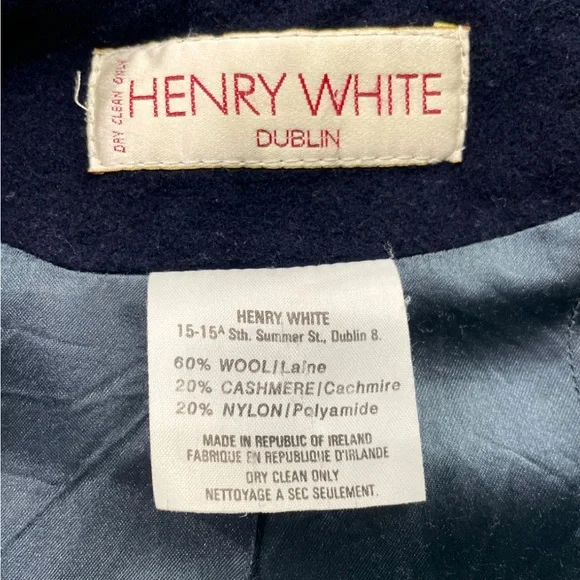 DRY CLEAN ONLY
HENRY WHITE
DUBLIN
HENRY WHITE
15-15A Sth. Summer St., Dublin 8.
60% WOOL/Laine
20% CASHMERE/Cachmire
20% NYLON/Polyamide
MADE IN REPUBLIC OF IRELAND
FABRIQUE EN REPUBLIQUE D'IRLANDE
DRY CLEAN ONLY
NETTOYAGE A SEC SEULEMENT.